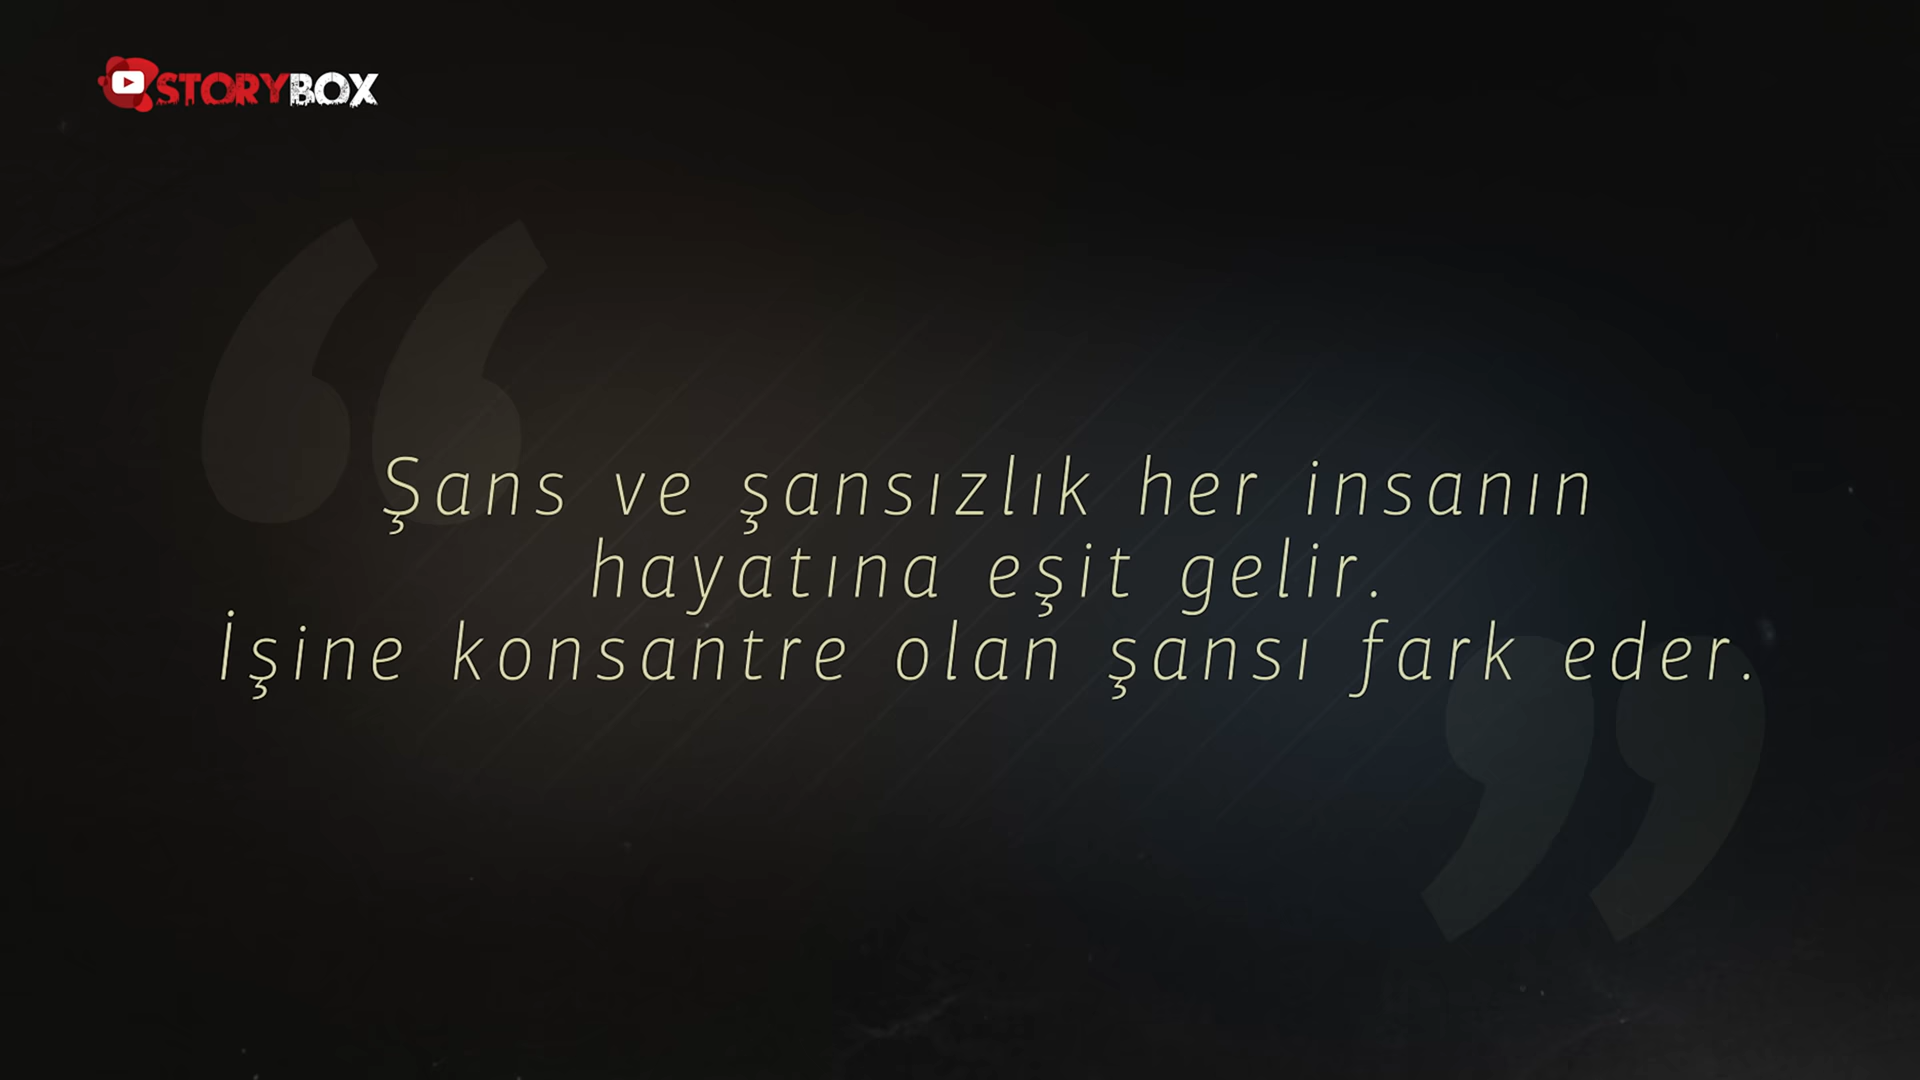 STORYBOX
Şans ve şansızlık her insanın
hayatına eşit gelir.
İşine konsantre olan şansı fark eder.